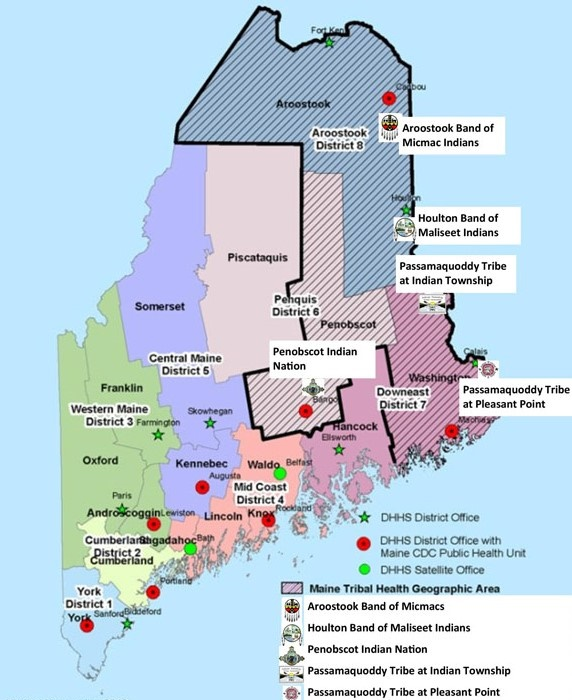 Fort Kent
Caribou
Aroostook
Aroostook
District 8
Aroostook Band of
Micmac Indians
Houlton
Houlton Band of
Maliseet Indians
Piscataquis
Passamaquoddy Tribe
at Indian Township
Somerset
Penquis
District 6
Penobscot
Penobscot Indian
Nation
Calais
Central Maine
District 5
Washington
Franklin
Downeast
District 7
Passamaquoddy Tribe
at Pleasant Point
Western Maine
District 3
Farmington
Skowhegan
Machias
Hancock
Ellsworth
Oxford
Kennebec
Augusta
Waldo
Belfast
Mid Coast
District 4
Paris
Androscoggin
Lewiston
Lincoln
Knox
Rockland
Cumberland
District 2
Sagadahoc
Bath
Cumberland
Portland
York
District 1
York
Sanford
Biddeford
DHHS District Office
DHHS District Office with
Maine CDC Public Health Unit
DHHS Satellite Office
Maine Tribal Health Geographic Area
Aroostook Band of Micmacs
Houlton Band of Maliseet Indians
Penobscot Indian Nation
Passamaquoddy Tribe at Indian Township
Passamaquoddy Tribe at Pleasant Point